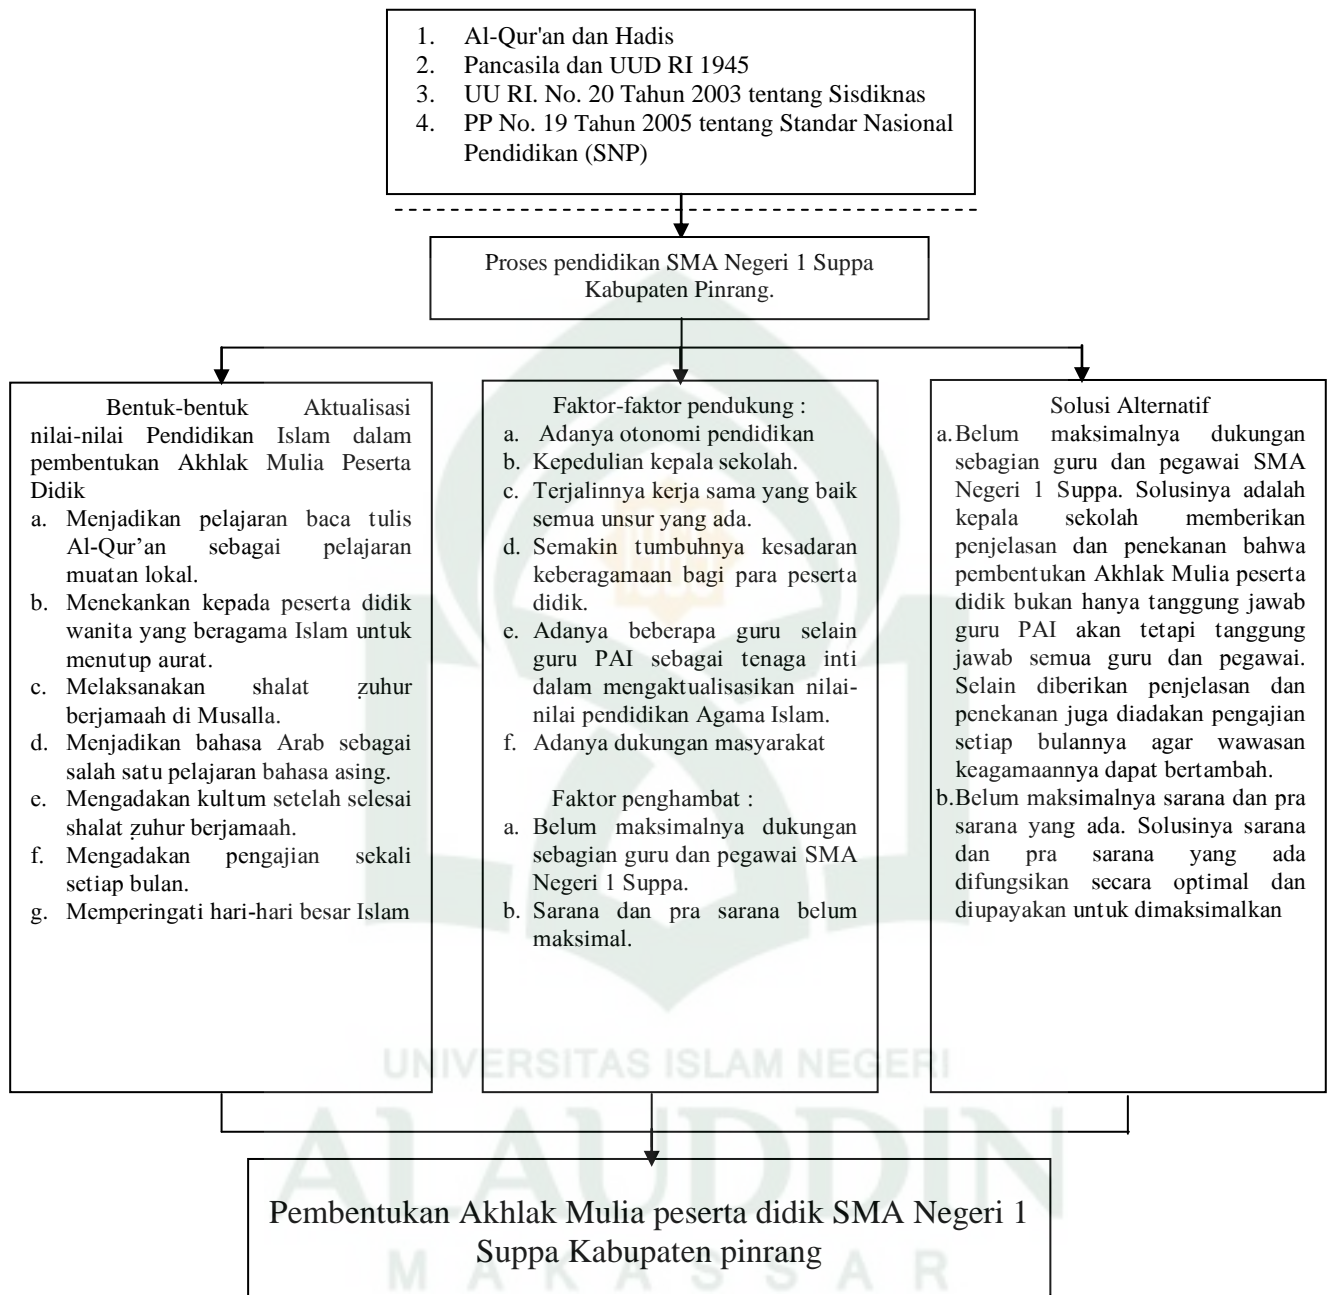 1. Al-Qur'an dan Hadis
2. Pancasila dan UUD RI 1945
3. UU RI. No. 20 Tahun 2003 tentang Sisdiknas
4. PP No. 19 Tahun 2005 tentang Standar Nasional
Pendidikan (SNP)
Proses pendidikan SMA Negeri 1 Suppa
Kabupaten Pinrang.
Bentuk-bentuk Aktualisasi
nilai-nilai Pendidikan Islam dalam
pembentukan Akhlak Mulia Peserta
Didik
a. Menjadikan pelajaran baca tulis
Al-Qur’an sebagai pelajaran
muatan lokal.
b. Menekankan kepada peserta didik
wanita yang beragama Islam untuk
menutup aurat.
c. Melaksanakan shalat ẓuhur
berjamaah di Musalla.
d. Menjadikan bahasa Arab sebagai
salah satu pelajaran bahasa asing.
e. Mengadakan kultum setelah selesai
shalat ẓuhur berjamaah.
f. Mengadakan pengajian sekali
setiap bulan.
g. Memperingati hari-hari besar Islam
Faktor-faktor pendukung :
a. Adanya otonomi pendidikan
b. Kepedulian kepala sekolah.
c. Terjalinnya kerja sama yang baik
semua unsur yang ada.
d. Semakin tumbuhnya kesadaran
keberagamaan bagi para peserta
didik.
e. Adanya beberapa guru selain
guru PAI sebagai tenaga inti
dalam mengaktualisasikan nilai-
nilai pendidikan Agama Islam.
f. Adanya dukungan masyarakat
Faktor penghambat :
a. Belum maksimalnya dukungan
sebagian guru dan pegawai SMA
Negeri 1 Suppa.
b. Sarana dan pra sarana belum
maksimal.
Solusi Alternatif
a. Belum maksimalnya dukungan
sebagian guru dan pegawai SMA
Negeri 1 Suppa. Solusinya adalah
kepala sekolah memberikan
penjelasan dan penekanan bahwa
pembentukan Akhlak Mulia peserta
didik bukan hanya tanggung jawab
guru PAI akan tetapi tanggung
jawab semua guru dan pegawai.
Selain diberikan penjelasan dan
penekanan juga diadakan pengajian
setiap bulannya agar wawasan
keagamaannya dapat bertambah.
b. Belum maksimalnya sarana dan pra
sarana yang ada. Solusinya sarana
dan pra sarana yang ada
difungsikan secara optimal dan
diupayakan untuk dimaksimalkan
UNIVERSITAS ISLAM NEGERI
ALAUDDIN
MAKASSAR
Pembentukan Akhlak Mulia peserta didik SMA Negeri 1
Suppa Kabupaten pinrang